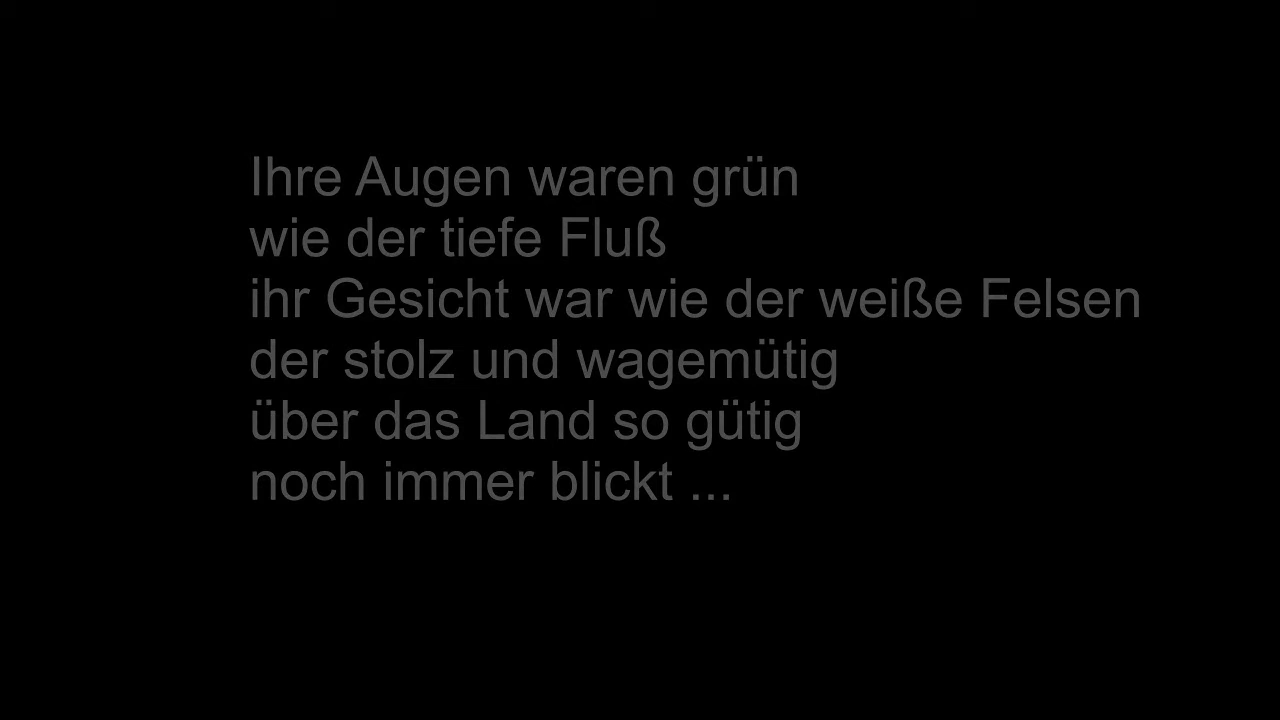 Ihre Augen waren grün
wie der tiefe Fluß
ihr Gesicht war wie der weiße Felsen
der stolz und wagemütig
über das Land so gütig
noch immer blickt ...